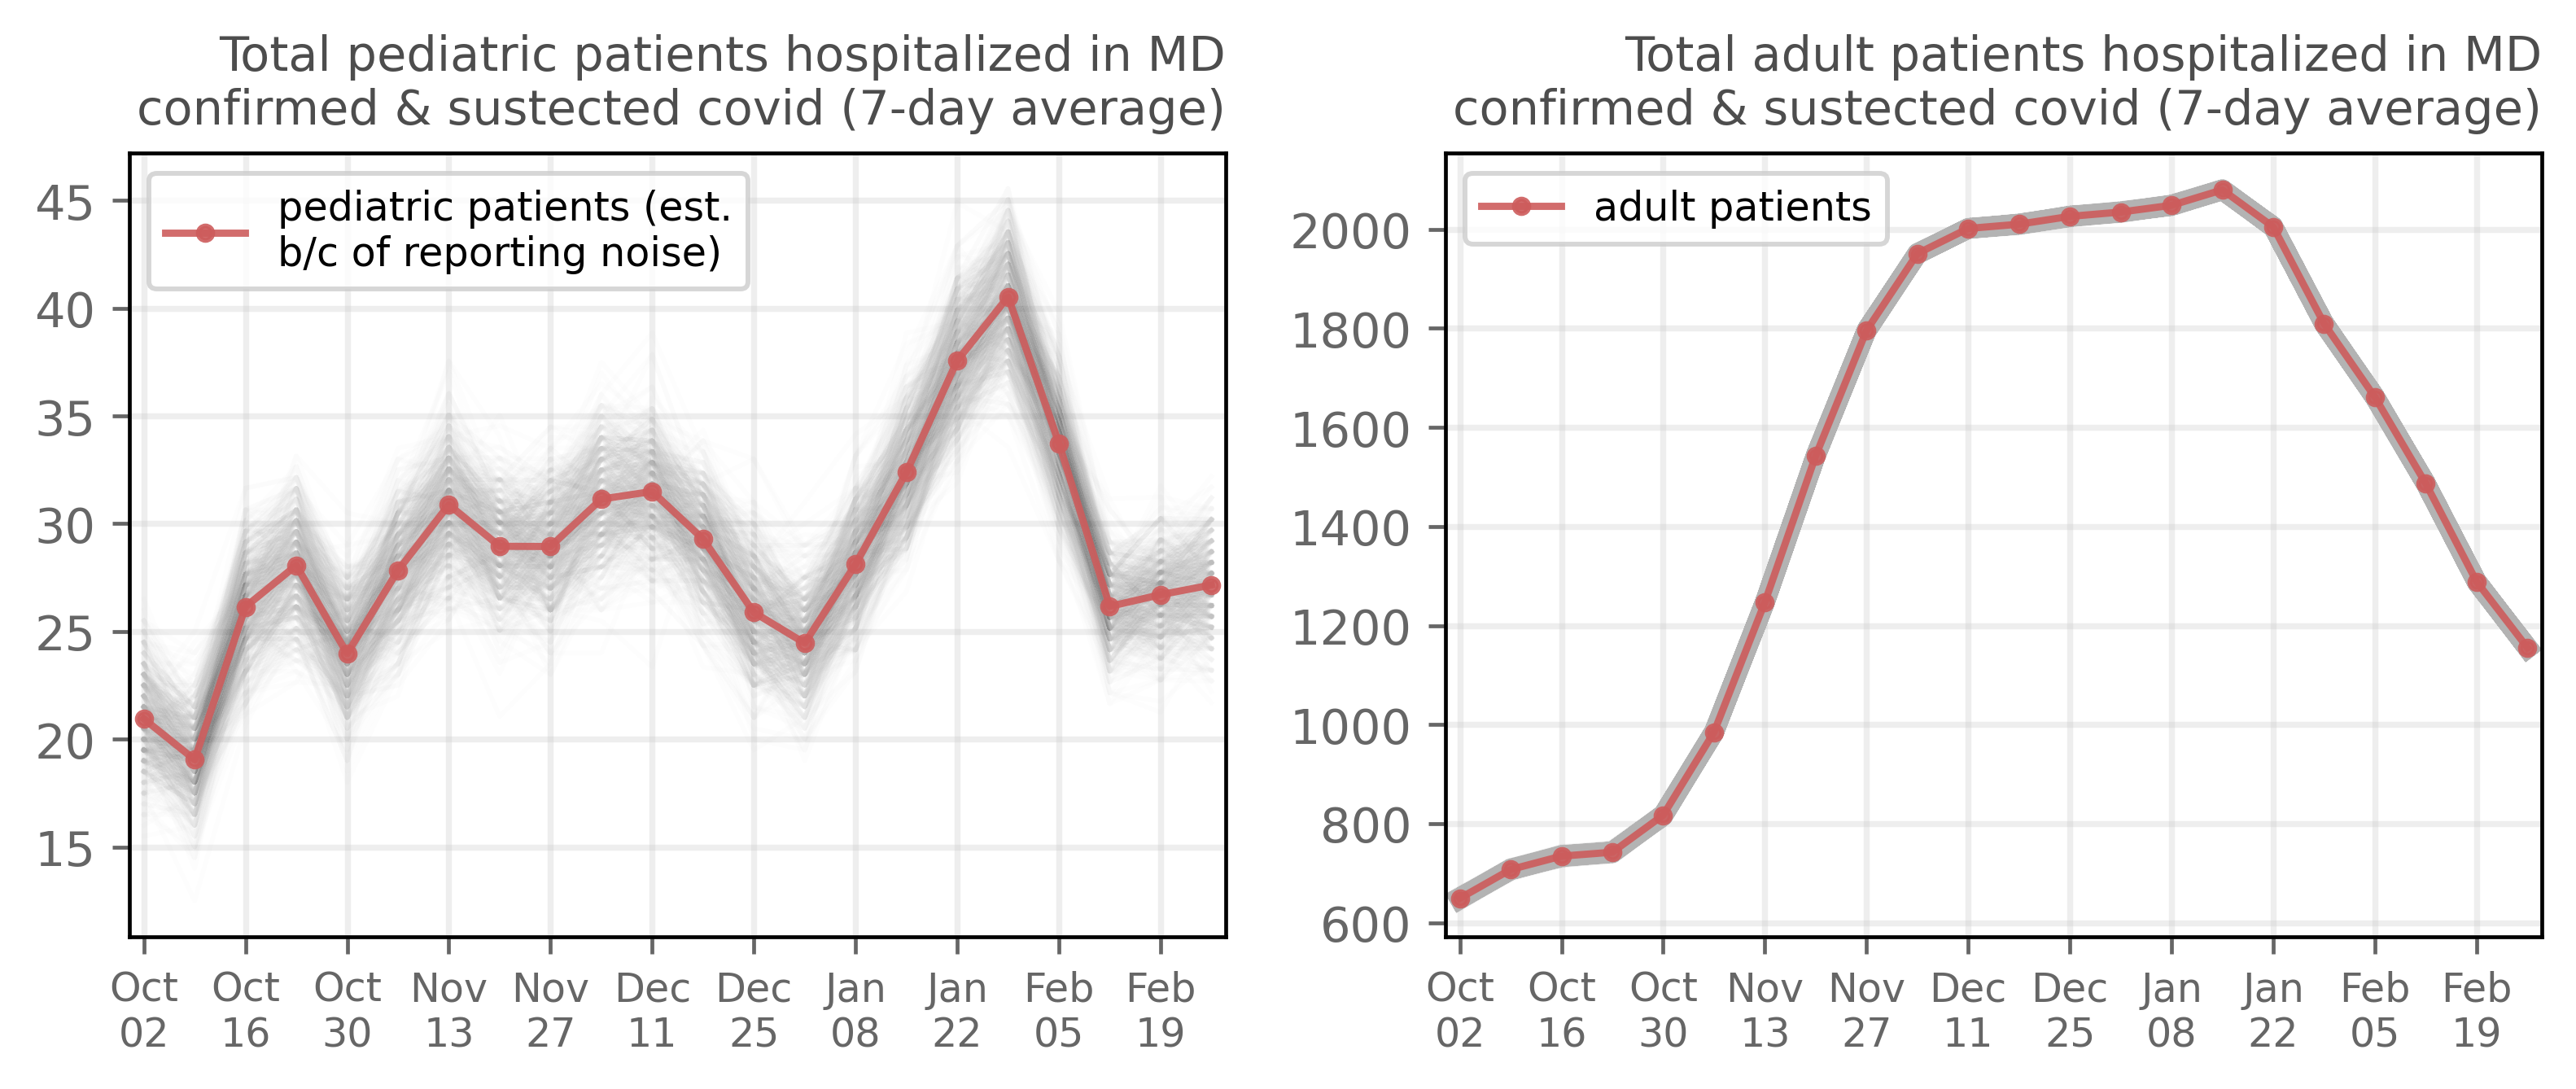 Total pediatric patients hospitalized in MD
confirmed & sustected covid (7-day average)
pediatric patients (est.
b/c of reporting noise)
45
40
35
30
25
20
15
Oct Oct Oct Nov Nov Dec Dec Jan Jan Feb Feb
02 16 30 13 27 11 25 08 22 05 19
Total adult patients hospitalized in MD
confirmed & sustected covid (7-day average)
adult patients
2000
1800
1600
1400
1200
1000
800
600
Oct Oct Oct Nov Nov Dec Dec Jan Jan Feb Feb
02 16 30 13 27 11 25 08 22 05 19